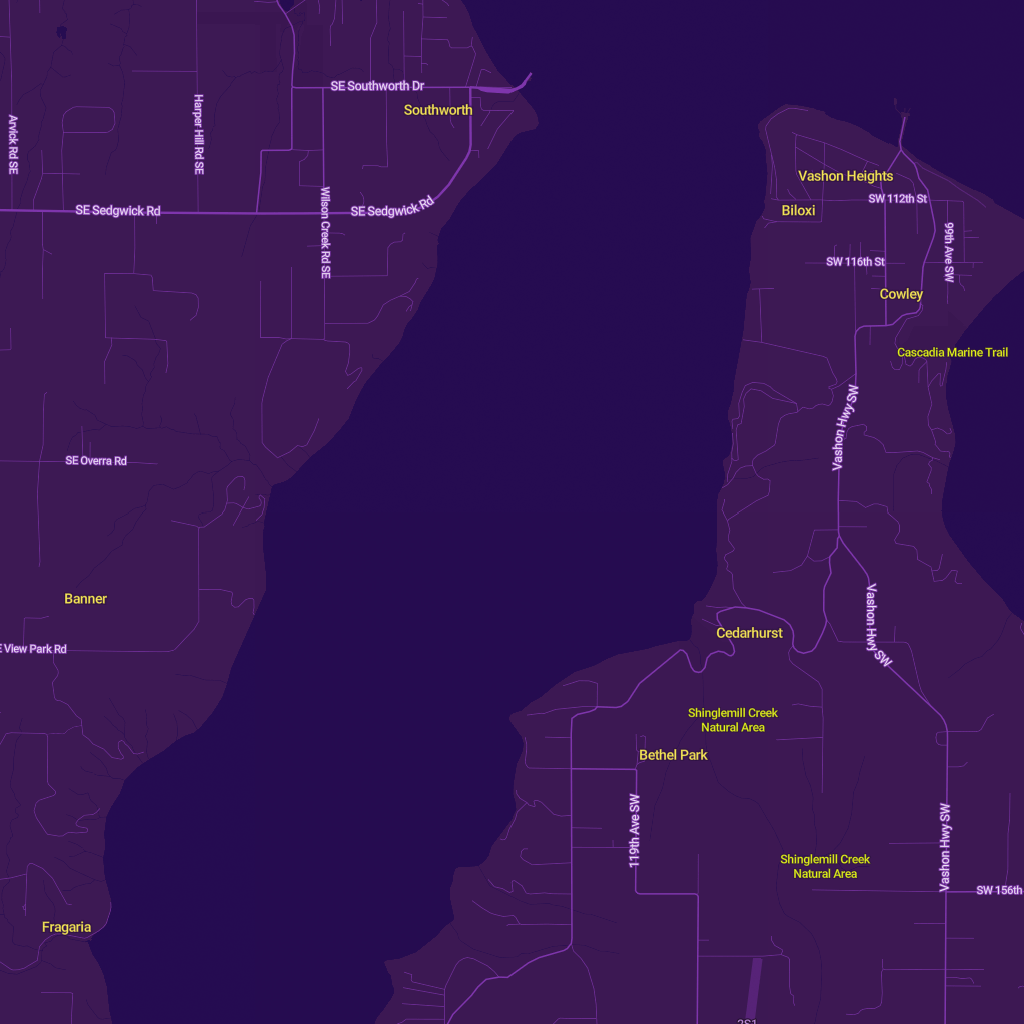 SE Southworth Dr
Southworth
Harper Hill Rd SE
Arvick Rd SE
Vashon Heights
SW 112th St
Wilson Creek Rd SE
SE Sedgwick Rd
SE Sedgwick Rd
Biloxi
99th Ave SW
SW 116th St
Cowley
Cascadia Marine Trail
Vashon Hwy SW
SE Overra Rd
Banner
Vashon Hwy SW
Cedarhurst
E View Park Rd
Shinglemill Creek
Natural Area
Bethel Park
119th Ave SW
Vashon Hwy SW
Shinglemill Creek
Natural Area
SW 156th
Fragaria
2S1